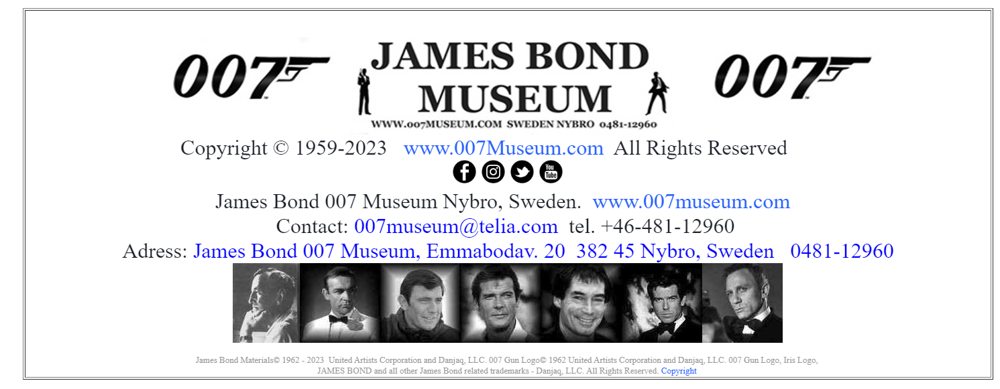 007 JAMES BOND 007
MUSEUM
WWW.007MUSEUM.COM SWEDEN NYBRO 0481-12960
Copyright © 1959-2023 www.007Museum.com All Rights Reserved
You Tube
James Bond 007 Museum Nybro, Sweden. www.007museum.com
Contact: 007museum@telia.com tel. +46-481-12960
Adress: James Bond 007 Museum, Emmabodav. 20 382 45 Nybro, Sweden 0481-12960
James Bond Materials© 1962 - 2023 United Artists Corporation and Danjaq, LLC. 007 Gun Logo© 1962 United Artists Corporation and Danjaq, LLC. 007 Gun Logo, Iris Logo,
JAMES BOND and all other James Bond related trademarks - Danjaq, LLC. All Rights Reserved. Copyright